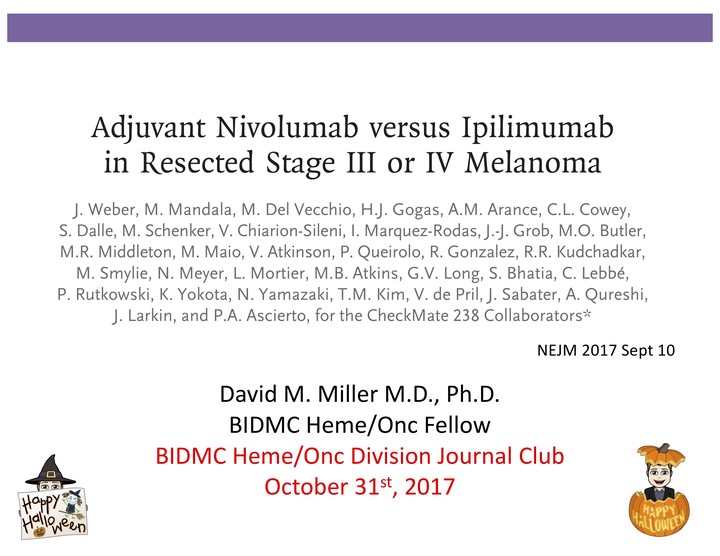 Adjuvant Nivolumab versus Ipilimumab
in Resected Stage III or IV Melanoma
J. Weber, M. Mandala, M. Del Vecchio, H.J. Gogas, A.M. Arance, C.L. Cowey,
S. Dalle, M. Schenker, V. Chiarion-Sileni, I. Marquez-Rodas, J.-J. Grob, M.O. Butler,
M.R. Middleton, M. Maio, V. Atkinson, P. Queirolo, R. Gonzalez, R.R. Kudchadkar,
M. Smylie, N. Meyer, L. Mortier, M.B. Atkins, G.V. Long, S. Bhatia, C. Lebbé,
P. Rutkowski, K. Yokota, N. Yamazaki, T.M. Kim, V. de Pril, J. Sabater, A. Qureshi,
J. Larkin, and P.A. Ascierto, for the CheckMate 238 Collaborators*
NEJM 2017 Sept 10
David M. Miller M.D., Ph.D.
BIDMC Heme/Onc Fellow
BIDMC Heme/Onc Division Journal Club
October 31st, 2017
Happy
Halloween
HAPPY
HALLOWEEN